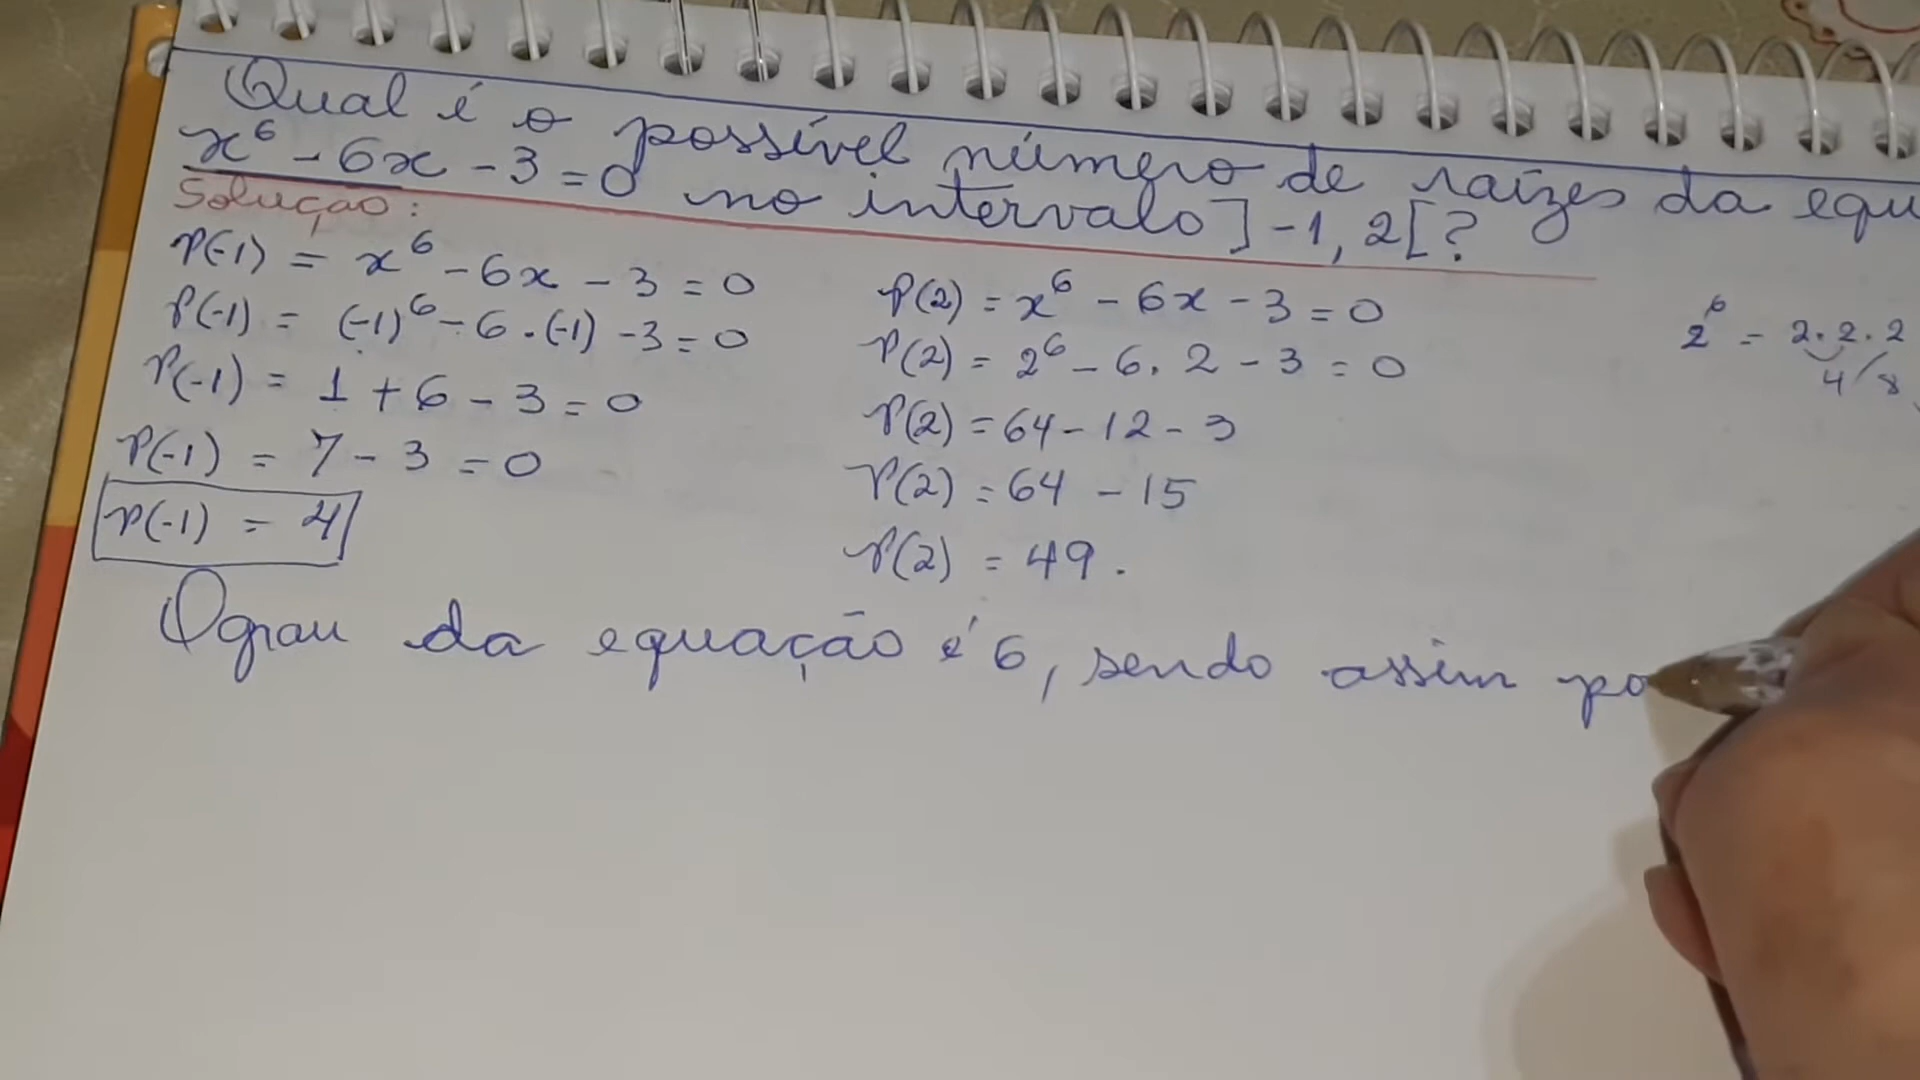 Qual é o possível número de raízes da equ
x⁶ - 6x - 3 = 0 no intervalo ]-1, 2[ ?
Solução:
P(-1) = x⁶ - 6x - 3 = 0
P(-1) = (-1)⁶ - 6 . (-1) - 3 = 0
P(-1) = 1 + 6 - 3 = 0
P(-1) = 7 - 3 = 0
P(-1) = 4
P(2) = x⁶ - 6x - 3 = 0
P(2) = 2⁶ - 6 . 2 - 3 = 0
P(2) = 64 - 12 - 3
P(2) = 64 - 15
P(2) = 49.
2⁶ = 2.2.2
4 / 8
O grau da equação é 6, sendo assim po